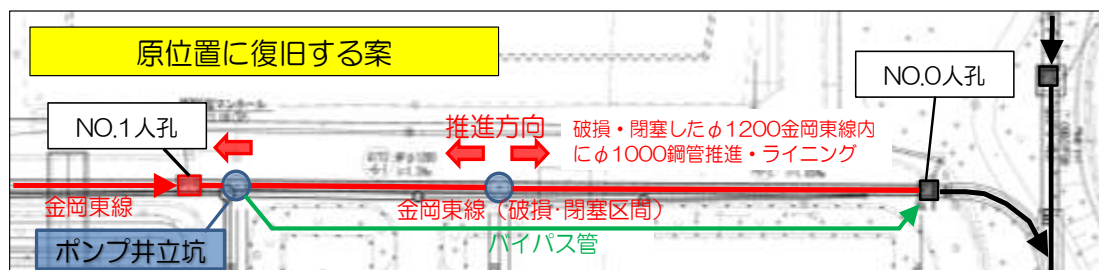 原位置に復旧する案
NO.0人孔
NO.1人孔
推進方向
破損・閉塞したφ1200金岡東線内
にφ1000鋼管推進・ライニング
金岡東線
金岡東線（破損・閉塞区間）
バイパス管
ポンプ井立坑